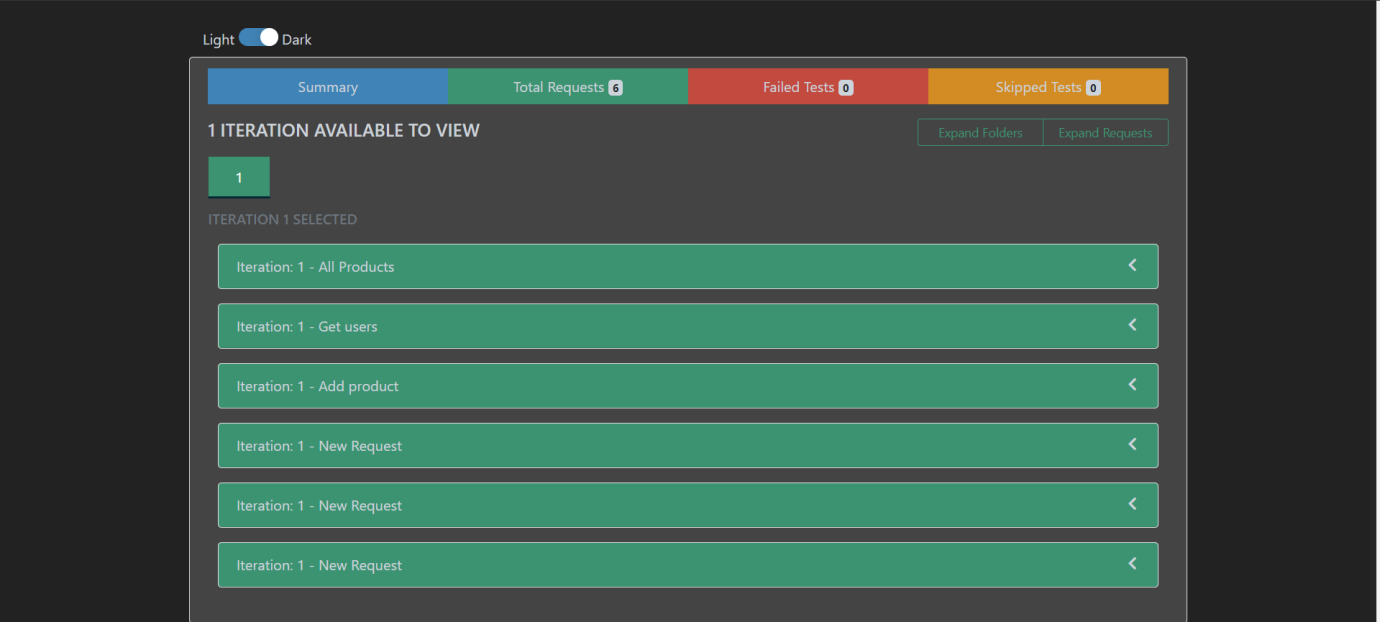 Light Dark
Summary Total Requests 6 Failed Tests 0 Skipped Tests 0
1 ITERATION AVAILABLE TO VIEW Expand Folders Expand Requests
1
ITERATION 1 SELECTED
Iteration: 1 - All Products
Iteration: 1 - Get users
Iteration: 1 - Add product
Iteration: 1 - New Request
Iteration: 1 - New Request
Iteration: 1 - New Request